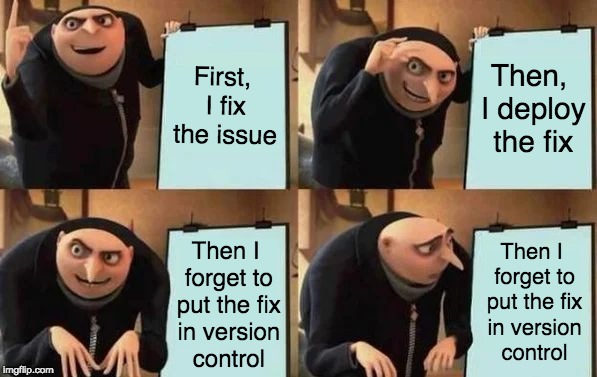 First,
I fix
the issue
Then,
I deploy
the fix
Then I
forget to
put the fix
in version
control
Then I
forget to
put the fix
in version
control
imgflip.com